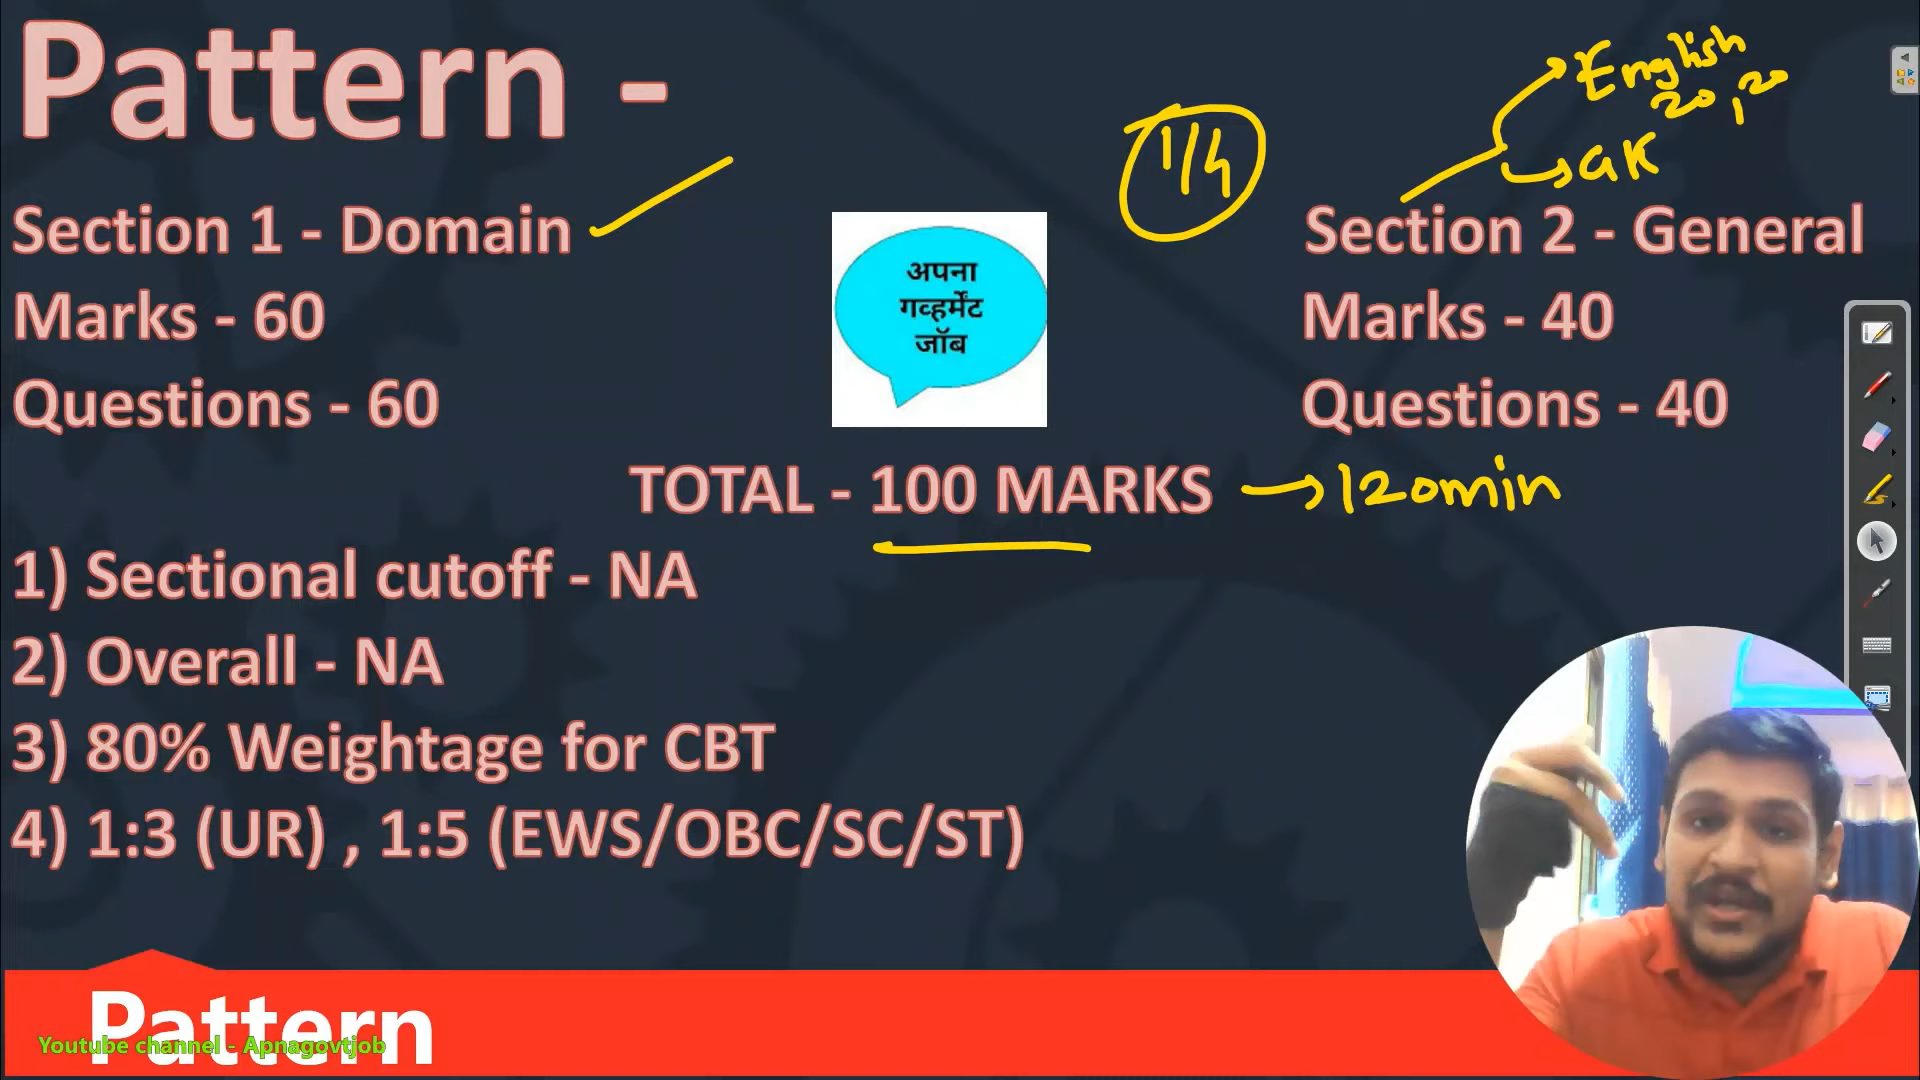 Pattern -
English
20, 20
GK
1/4
Section 1 - Domain
Marks - 60
Questions - 60
अपना
गव्हर्मेंट
जॉब
Section 2 - General
Marks - 40
Questions - 40
TOTAL - 100 MARKS → 120min
1) Sectional cutoff - NA
2) Overall - NA
3) 80% Weightage for CBT
4) 1:3 (UR) , 1:5 (EWS/OBC/SC/ST)
Pattern
Youtube channel - Apnagovtjob